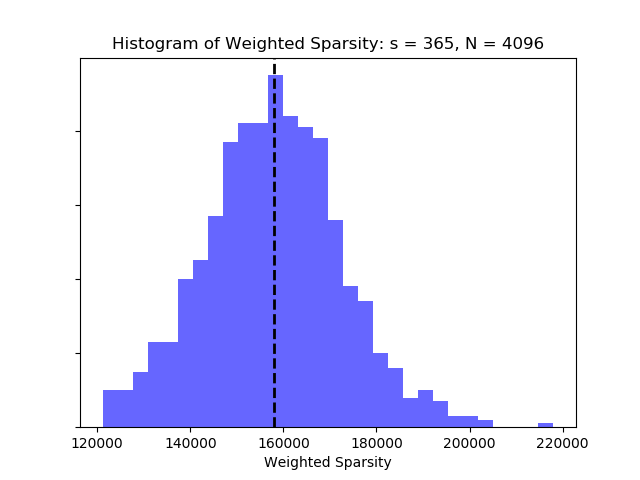 Histogram of Weighted Sparsity: s = 365, N = 4096
120000 140000 160000 180000 200000 220000
Weighted Sparsity